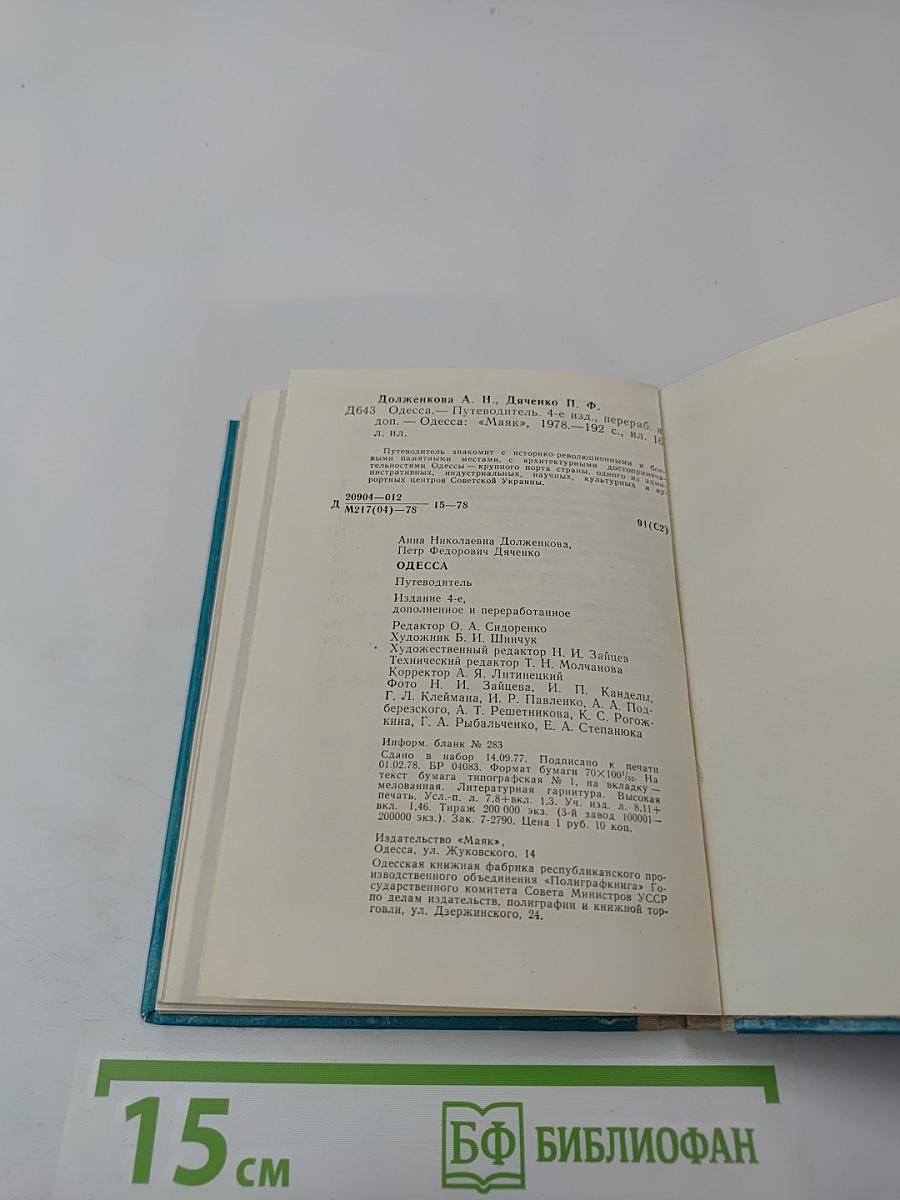 Долженкова А. Н., Дяченко П. Ф.
Д643 Одесса.— Путеводитель. 4-е изд., перераб. и
доп. — Одесса: «Маяк», 1978.—192 с., ил. 16
л. ил.
Путеводитель знакомит с историко-революционными и бое-
выми памятными местами, с архитектурными достопримеча-
тельностями Одессы — крупного порта страны, одного из адми-
нистративных, индустриальных, научных, культурных и ку-
рортных центров Советской Украины.
Д 20904—012
М217(04)—78 15—78
91(С2)
Анна Николаевна Долженкова,
Петр Федорович Дяченко
ОДЕССА
Путеводитель
Издание 4-е,
дополненное и переработанное
Редактор О. А. Сидоренко
Художник Б. И. Шинчук
Художественный редактор Н. И. Зайцев
Технический редактор Т. Н. Молчанова
Корректор А. Я. Литинецкий
Фото Н. И. Зайцева, И. П. Канделы,
Г. Л. Клеймана, И. Р. Павленко, А. А. Под-
березского, А. Т. Решетникова, К. С. Рогож-
кина, Г. А. Рыбальченко, Е. А. Степанюка
Информ. бланк № 283
Сдано в набор 14.09.77. Подписано к печати
01.02.78. БР 04083. Формат бумаги 70×100¹/₃₂. На
текст бумага типографская № 1, на вкладку —
мелованная. Литературная гарнитура. Высокая
печать. Усл.-п. л. 7,8+вкл. 1,3. Уч. изд. л. 8,11+
вкл. 1,46. Тираж 200 000 экз. (3-й завод 100001—
200000 экз.). Зак. 7-2790. Цена 1 руб. 10 коп.
Издательство «Маяк»,
Одесса, ул. Жуковского, 14
Одесская книжная фабрика республиканского про-
изводственного объединения «Полиграфкнига» Го-
сударственного комитета Совета Министров УССР
по делам издательств, полиграфии и книжной тор-
говли, ул. Дзержинского, 24.
15 см
БФ БИБЛИОФАН